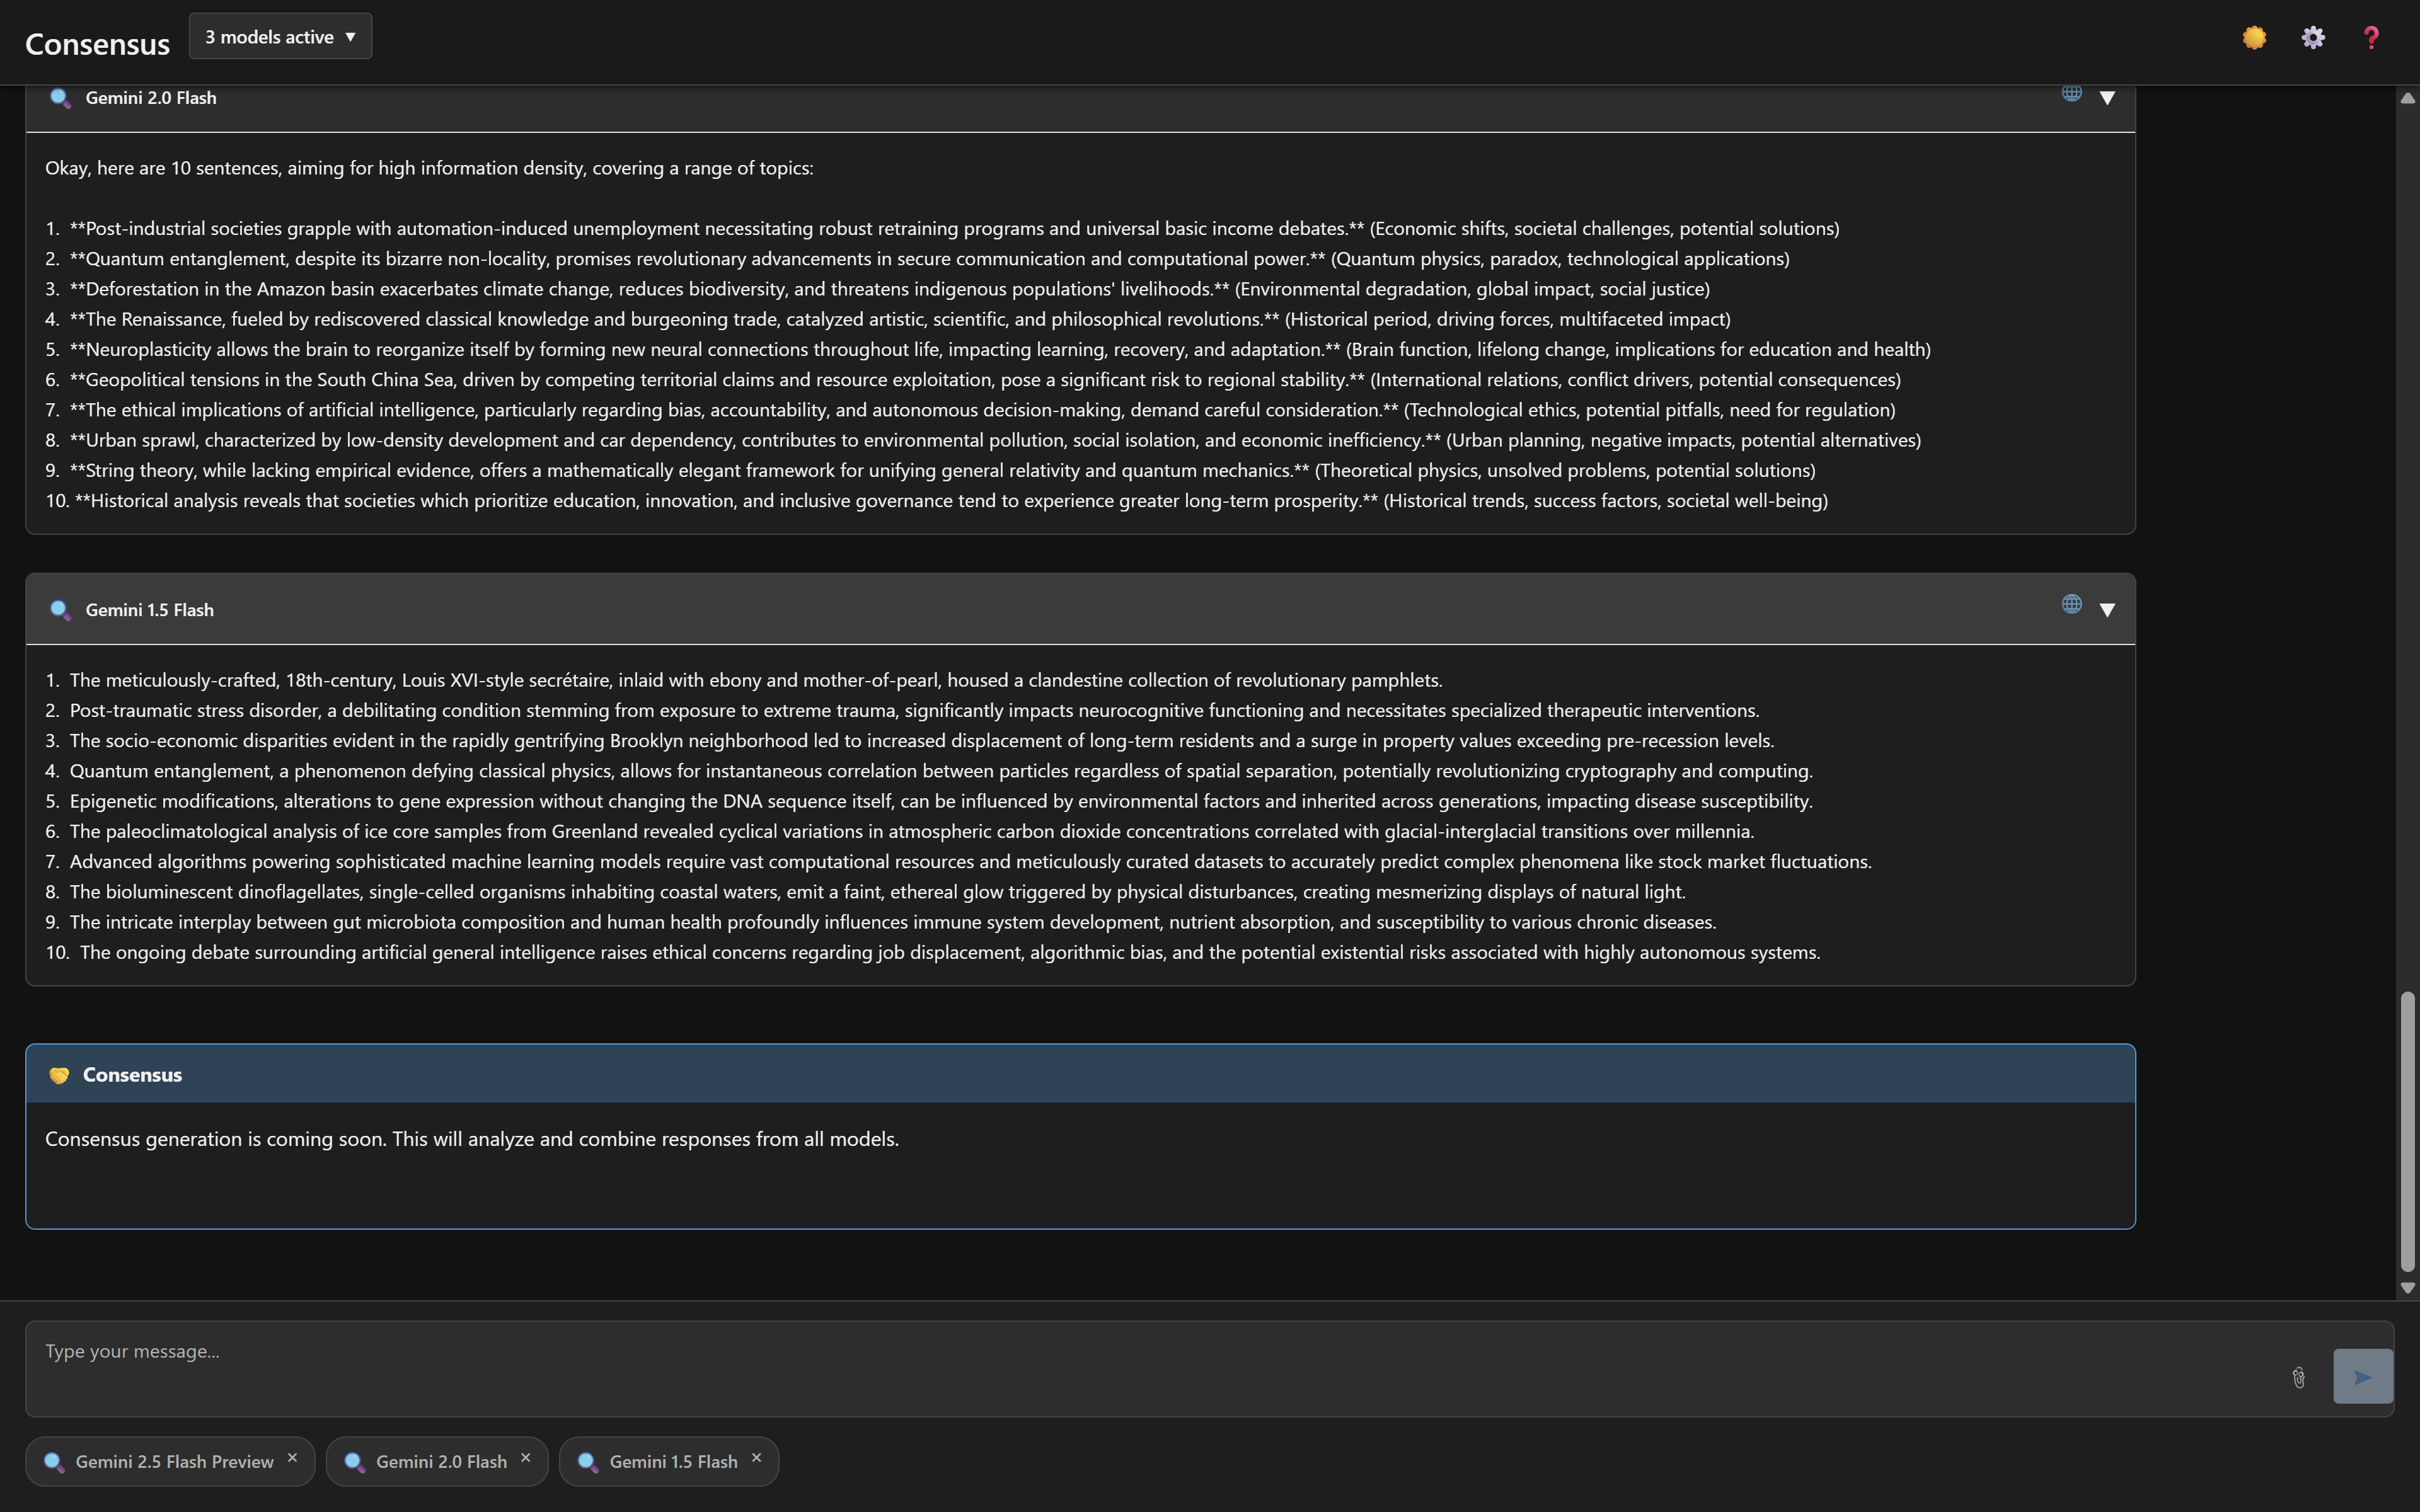 Consensus
3 models active ▼
Gemini 2.0 Flash
Okay, here are 10 sentences, aiming for high information density, covering a range of topics:
1. **Post-industrial societies grapple with automation-induced unemployment necessitating robust retraining programs and universal basic income debates.** (Economic shifts, societal challenges, potential solutions)
2. **Quantum entanglement, despite its bizarre non-locality, promises revolutionary advancements in secure communication and computational power.** (Quantum physics, paradox, technological applications)
3. **Deforestation in the Amazon basin exacerbates climate change, reduces biodiversity, and threatens indigenous populations' livelihoods.** (Environmental degradation, global impact, social justice)
4. **The Renaissance, fueled by rediscovered classical knowledge and burgeoning trade, catalyzed artistic, scientific, and philosophical revolutions.** (Historical period, driving forces, multifaceted impact)
5. **Neuroplasticity allows the brain to reorganize itself by forming new neural connections throughout life, impacting learning, recovery, and adaptation.** (Brain function, lifelong change, implications for education and health)
6. **Geopolitical tensions in the South China Sea, driven by competing territorial claims and resource exploitation, pose a significant risk to regional stability.** (International relations, conflict drivers, potential consequences)
7. **The ethical implications of artificial intelligence, particularly regarding bias, accountability, and autonomous decision-making, demand careful consideration.** (Technological ethics, potential pitfalls, need for regulation)
8. **Urban sprawl, characterized by low-density development and car dependency, contributes to environmental pollution, social isolation, and economic inefficiency.** (Urban planning, negative impacts, potential alternatives)
9. **String theory, while lacking empirical evidence, offers a mathematically elegant framework for unifying general relativity and quantum mechanics.** (Theoretical physics, unsolved problems, potential solutions)
10. **Historical analysis reveals that societies which prioritize education, innovation, and inclusive governance tend to experience greater long-term prosperity.** (Historical trends, success factors, societal well-being)
Gemini 1.5 Flash
1. The meticulously-crafted, 18th-century, Louis XVI-style secrétaire, inlaid with ebony and mother-of-pearl, housed a clandestine collection of revolutionary pamphlets.
2. Post-traumatic stress disorder, a debilitating condition stemming from exposure to extreme trauma, significantly impacts neurocognitive functioning and necessitates specialized therapeutic interventions.
3. The socio-economic disparities evident in the rapidly gentrifying Brooklyn neighborhood led to increased displacement of long-term residents and a surge in property values exceeding pre-recession levels.
4. Quantum entanglement, a phenomenon defying classical physics, allows for instantaneous correlation between particles regardless of spatial separation, potentially revolutionizing cryptography and computing.
5. Epigenetic modifications, alterations to gene expression without changing the DNA sequence itself, can be influenced by environmental factors and inherited across generations, impacting disease susceptibility.
6. The paleoclimatological analysis of ice core samples from Greenland revealed cyclical variations in atmospheric carbon dioxide concentrations correlated with glacial-interglacial transitions over millennia.
7. Advanced algorithms powering sophisticated machine learning models require vast computational resources and meticulously curated datasets to accurately predict complex phenomena like stock market fluctuations.
8. The bioluminescent dinoflagellates, single-celled organisms inhabiting coastal waters, emit a faint, ethereal glow triggered by physical disturbances, creating mesmerizing displays of natural light.
9. The intricate interplay between gut microbiota composition and human health profoundly influences immune system development, nutrient absorption, and susceptibility to various chronic diseases.
10. The ongoing debate surrounding artificial general intelligence raises ethical concerns regarding job displacement, algorithmic bias, and the potential existential risks associated with highly autonomous systems.
Consensus
Consensus generation is coming soon. This will analyze and combine responses from all models.
Type your message...
Gemini 2.5 Flash Preview ×
Gemini 2.0 Flash ×
Gemini 1.5 Flash ×